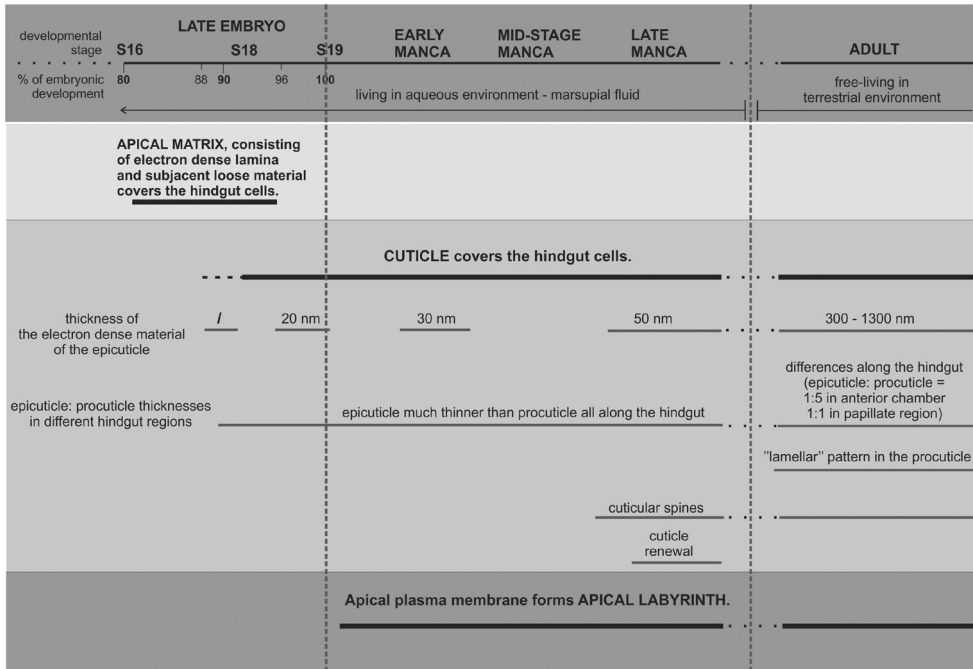 LATE EMBRYO
developmental stage
S16 S18 S19
EARLY MANCA
MID-STAGE MANCA
LATE MANCA
ADULT
% of embryonic development
80 88 90 96 100
living in aqueous environment - marsupial fluid
free-living in
terrestrial environment
APICAL MATRIX, consisting
of electron dense lamina
and subjacent loose material
covers the hindgut cells.
CUTICLE covers the hindgut cells.
thickness of
the electron dense material
of the epicuticle
/ 20 nm 30 nm 50 nm 300 - 1300 nm
differences along the hindgut
(epicuticle: procuticle =
1:5 in anterior chamber
1:1 in papillate region)
epicuticle: procuticle thicknesses
in different hindgut regions
epicuticle much thinner than procuticle all along the hindgut
"lamellar" pattern in the procuticle
cuticular spines
cuticle
renewal
Apical plasma membrane forms APICAL LABYRINTH.